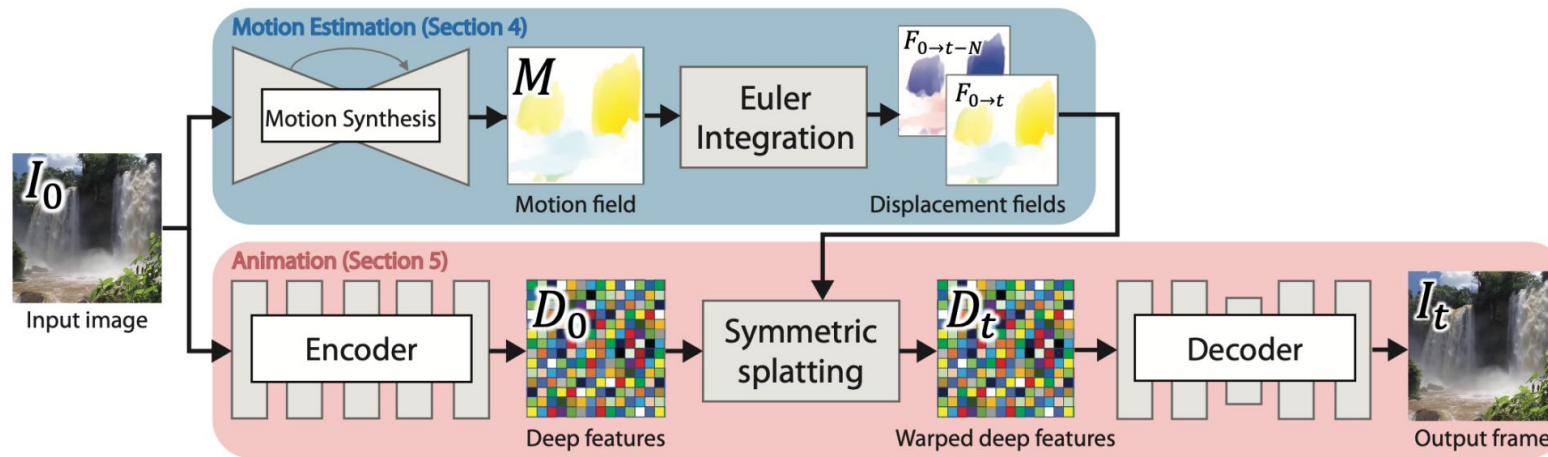 Motion Estimation (Section 4)
Motion Synthesis
M
Motion field
Euler
Integration
F0→t−N
F0→t
Displacement fields
I0
Input image
Animation (Section 5)
Encoder
D0
Deep features
Symmetric
splatting
Dt
Warped deep features
Decoder
It
Output frame